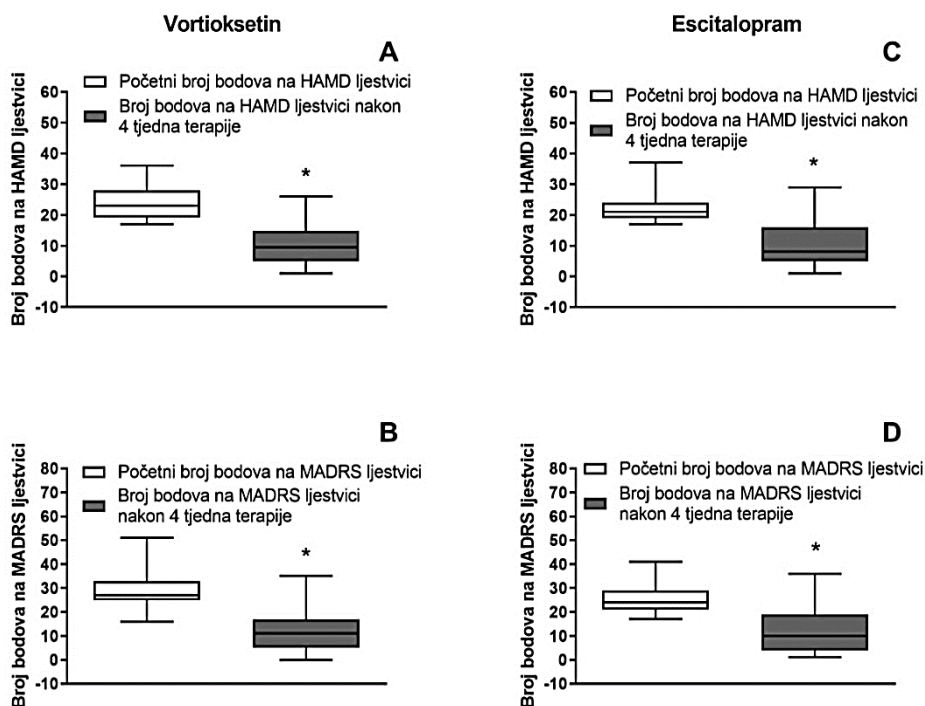 Vortioksetin
A
Početni broj bodova na HAMD ljestvici
Broj bodova na HAMD ljestvici nakon
4 tjedna terapije
Broj bodova na HAMD ljestvici
60
50
40
30
20
10
0
-10
*
Escitalopram
C
Početni broj bodova na HAMD ljestvici
Broj bodova na HAMD ljestvici nakon
4 tjedna terapije
Broj bodova na HAMD ljestvici
60
50
40
30
20
10
0
-10
*
B
Početni broj bodova na MADRS ljestvici
Broj bodova na MADRS ljestvici
nakon 4 tjedna terapije
Broj bodova na MADRS ljestvici
80
70
60
50
40
30
20
10
0
-10
*
D
Početni broj bodova na MADRS ljestvici
Broj bodova na MADRS ljestvici
nakon 4 tjedna terapije
Broj bodova na MADRS ljestvici
80
70
60
50
40
30
20
10
0
-10
*